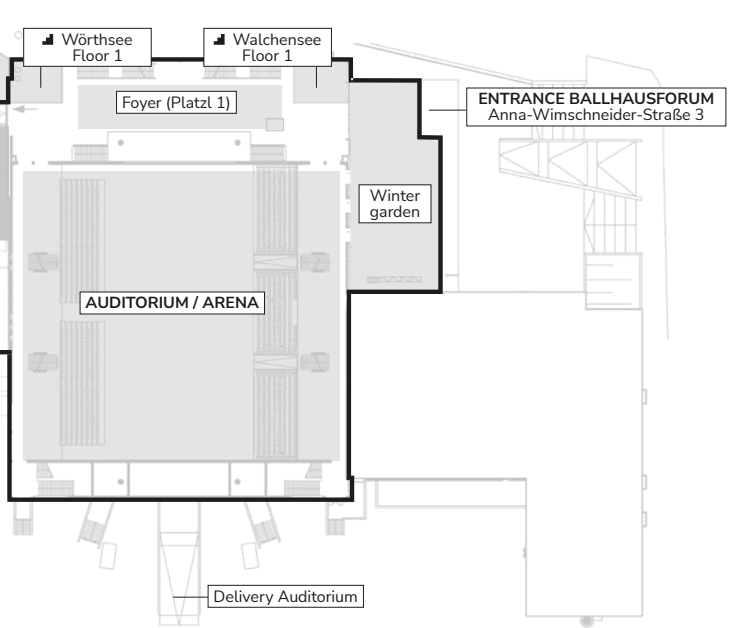 Wörthsee
Floor 1
Walchensee
Floor 1
Foyer (Platzl 1)
ENTRANCE BALLHAUSFORUM
Anna-Wimschneider-Straße 3
Winter
garden
AUDITORIUM / ARENA
Delivery Auditorium